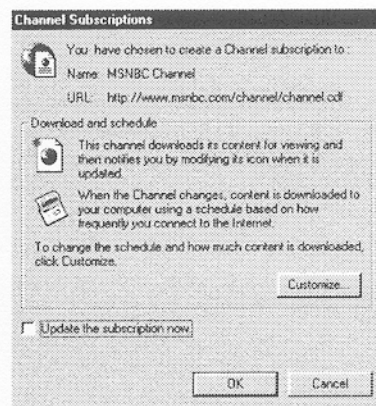 Channel Subscriptions
You have chosen to create a Channel subscription to :
Name: MSNBC Channel
URL: http://www.msnbc.com/channel/channel.cdf
Download and schedule
This channel downloads its content for viewing and
then notifies you by modifying its icon when it is
updated.
When the Channel changes, content is downloaded to
your computer using a schedule based on how
frequently you connect to the Internet.
To change the schedule and how much content is downloaded,
click Customize.
Customize...
Update the subscription now
OK
Cancel